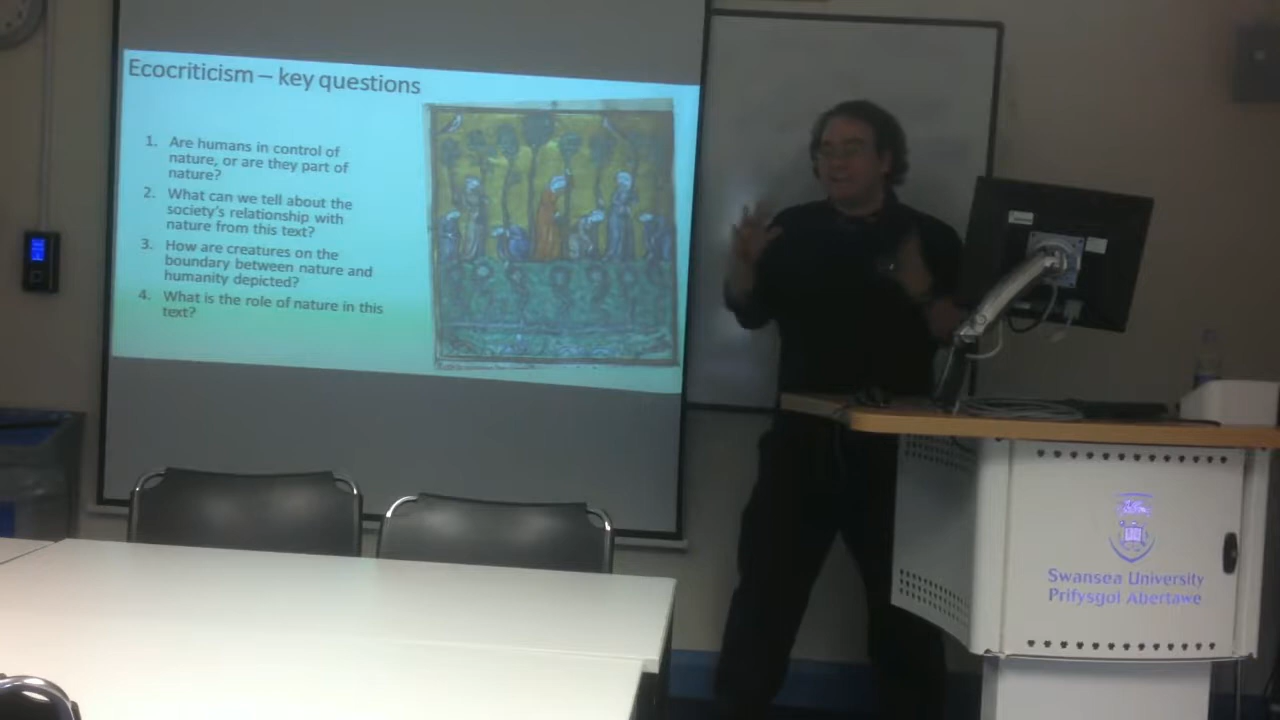 Ecocriticism – key questions
1. Are humans in control of
nature, or are they part of
nature?
2. What can we tell about the
society's relationship with
nature from this text?
3. How are creatures on the
boundary between nature and
humanity depicted?
4. What is the role of nature in this
text?
Swansea University
Prifysgol Abertawe